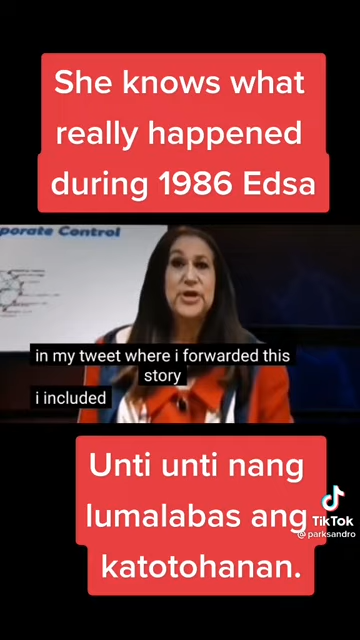 She knows what
really happened
during 1986 Edsa
porate Control
in my tweet where i forwarded this
story
i included
Unti unti nang
lumalabas ang
katotohanan.
TikTok
@parksandro